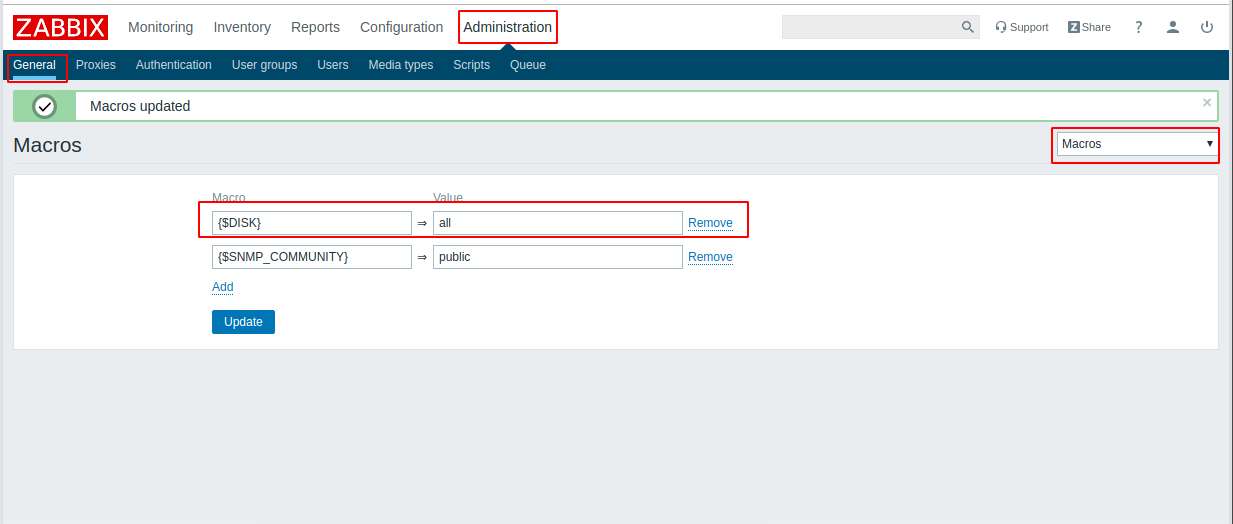 ZABBIX Monitoring Inventory Reports Configuration Administration Support Z Share ?
General Proxies Authentication User groups Users Media types Scripts Queue
Macros updated ×
Macros Macros
Macro Value
{$DISK} ⇒ all Remove
{$SNMP_COMMUNITY} ⇒ public Remove
Add
Update